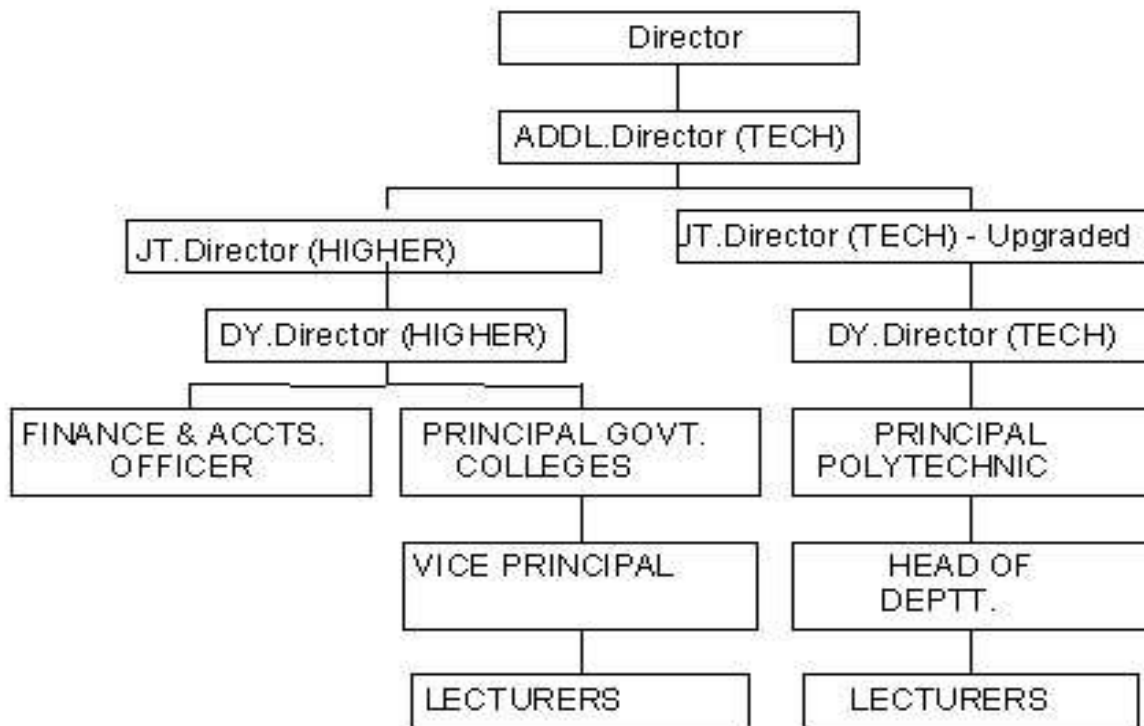 Director
ADDL.Director (TECH)
JT.Director (HIGHER)
JT.Director (TECH) - Upgraded
DY.Director (HIGHER)
DY.Director (TECH)
FINANCE & ACCTS.
OFFICER
PRINCIPAL GOVT.
COLLEGES
PRINCIPAL
POLYTECHNIC
VICE PRINCIPAL
HEAD OF
DEPTT.
LECTURERS
LECTURERS